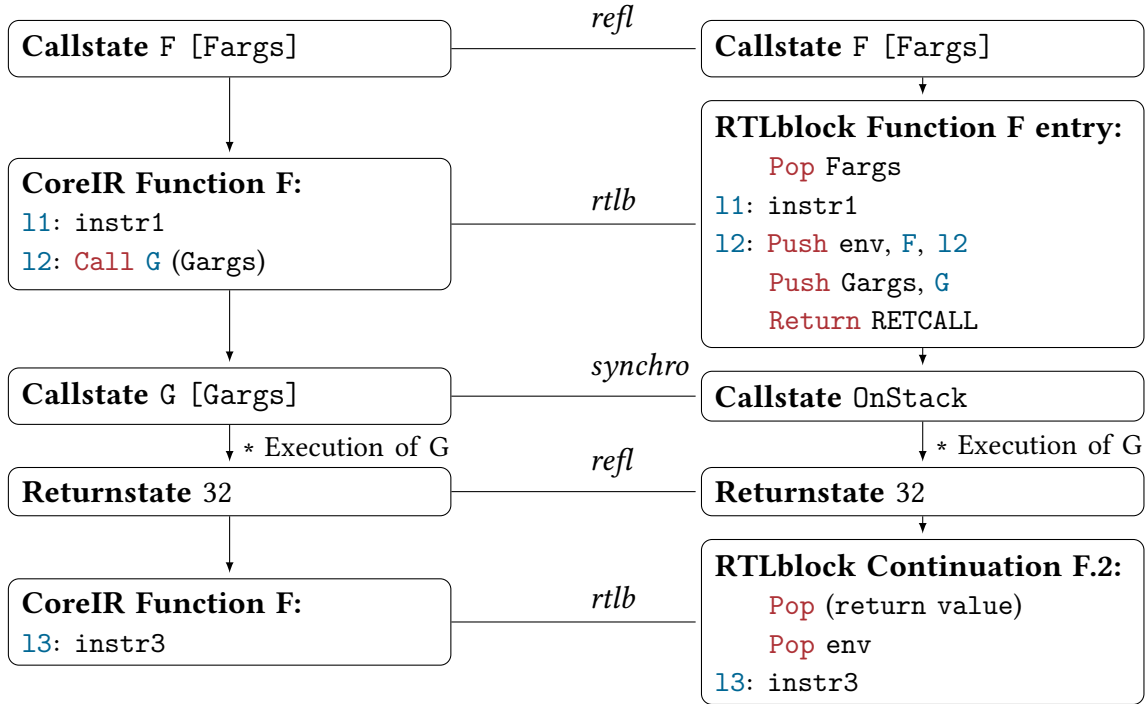 Callstate F [Fargs]
refl
Callstate F [Fargs]
CoreIR Function F:
l1: instr1
l2: Call G (Gargs)
rtlb
RTLblock Function F entry:
Pop Fargs
l1: instr1
l2: Push env, F, l2
Push Gargs, G
Return RETCALL
Callstate G [Gargs]
synchro
Callstate OnStack
* Execution of G
* Execution of G
Returnstate 32
refl
Returnstate 32
CoreIR Function F:
l3: instr3
rtlb
RTLblock Continuation F.2:
Pop (return value)
Pop env
l3: instr3